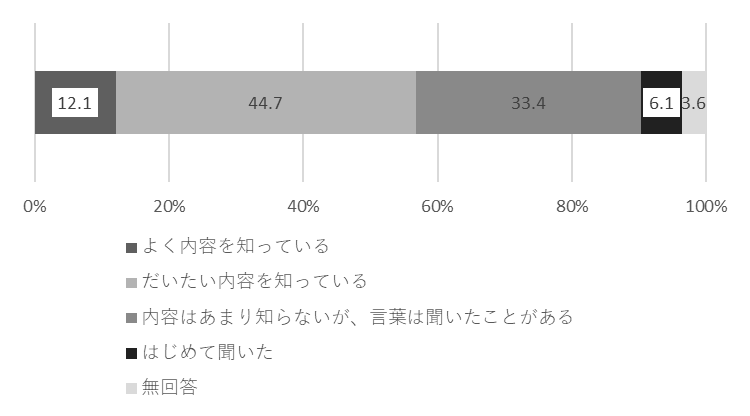 12.1 44.7 33.4 6.1 3.6
0% 20% 40% 60% 80% 100%
よく内容を知っている
だいたい内容を知っている
内容はあまり知らないが、言葉は聞いたことがある
はじめて聞いた
無回答